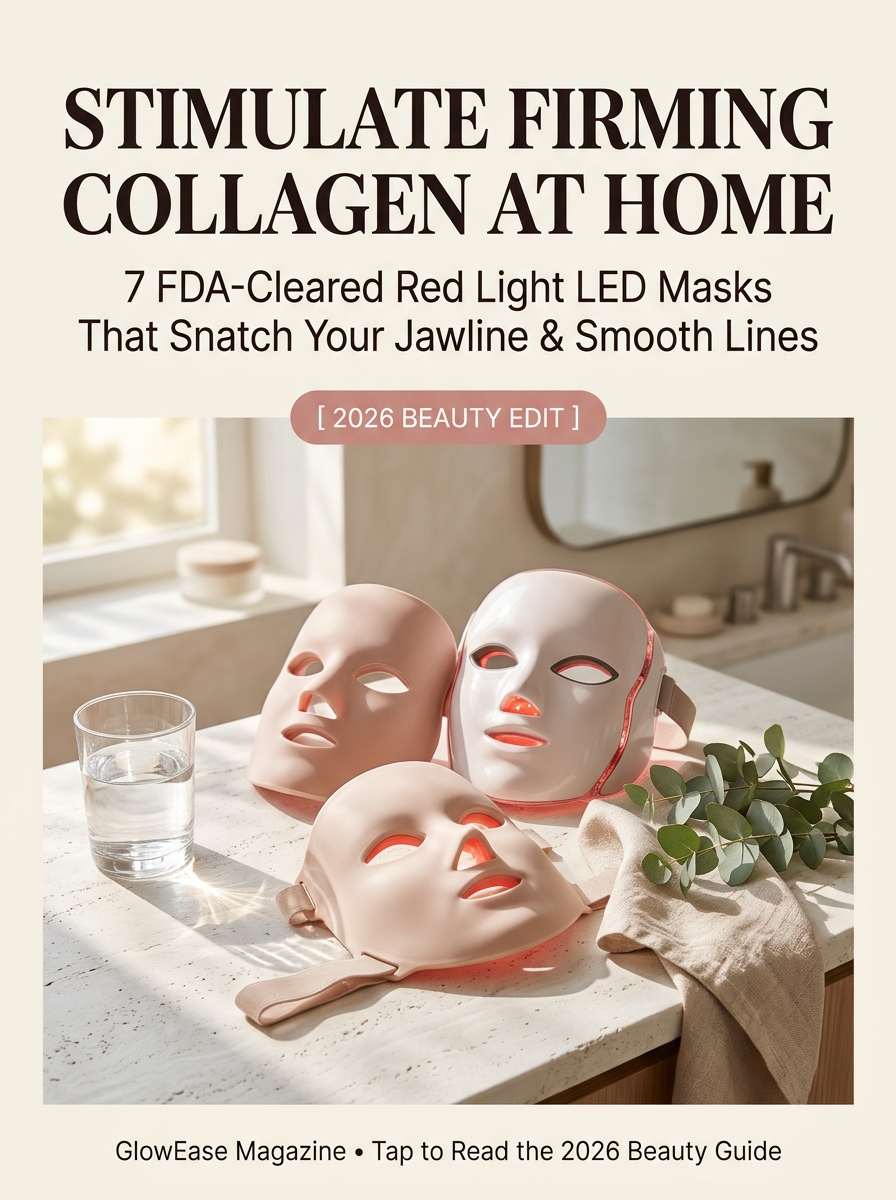 STIMULATE FIRMING
COLLAGEN AT HOME
7 FDA-Cleared Red Light LED Masks
That Snatch Your Jawline & Smooth Lines
[ 2026 BEAUTY EDIT ]
GlowEase Magazine • Tap to Read the 2026 Beauty Guide